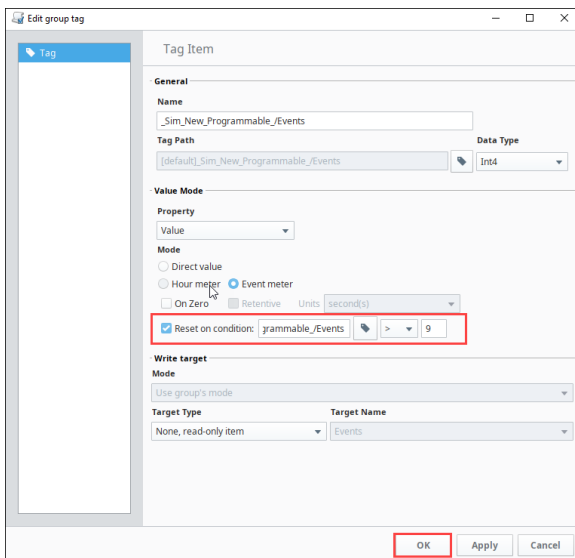 Edit group tag
Tag
Tag Item
General
Name
_Sim_New_Programmable_/Events
Tag Path
Data Type
[default]_Sim_New_Programmable_/Events
Int4
Value Mode
Property
Value
Mode
Direct value
Hour meter Event meter
On Zero Retentive Units second(s)
Reset on condition: grammable_/Events > 9
Write target
Mode
Use group's mode
Target Type
Target Name
None, read-only item
Events
OK Apply Cancel